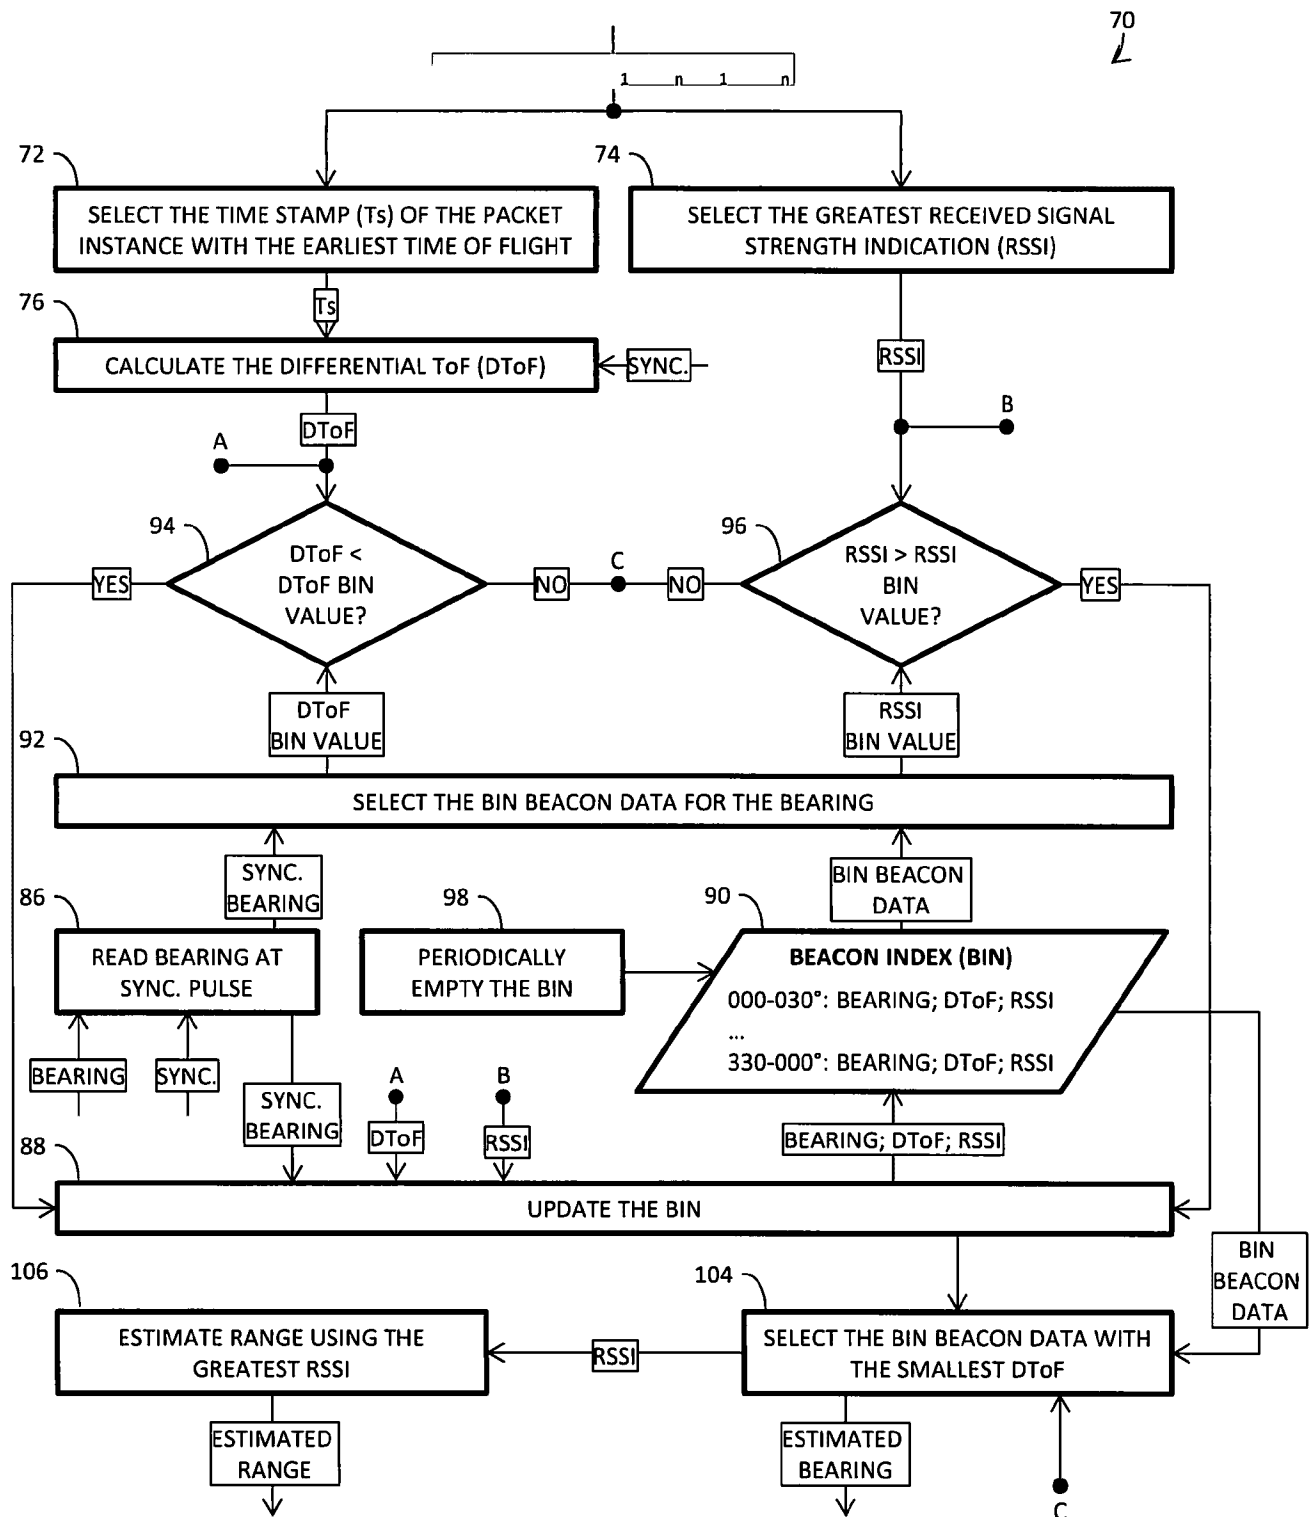 70
1 n 1 n
72
74
SELECT THE TIME STAMP (Ts) OF THE PACKET
INSTANCE WITH THE EARLIEST TIME OF FLIGHT
SELECT THE GREATEST RECEIVED SIGNAL
STRENGTH INDICATION (RSSI)
76
Ts
CALCULATE THE DIFFERENTIAL ToF (DToF)
SYNC.
RSSI
DToF
A
B
94
96
DToF <
DToF BIN
VALUE?
RSSI > RSSI
BIN
VALUE?
YES
NO
C
NO
YES
DToF
BIN VALUE
RSSI
BIN VALUE
92
SELECT THE BIN BEACON DATA FOR THE BEARING
SYNC.
BEARING
BIN BEACON
DATA
86
98
90
READ BEARING AT
SYNC. PULSE
PERIODICALLY
EMPTY THE BIN
BEACON INDEX (BIN)
000-030°: BEARING; DToF; RSSI
...
330-000°: BEARING; DToF; RSSI
BEARING
SYNC.
SYNC.
BEARING
A
DToF
B
RSSI
BEARING; DToF; RSSI
88
UPDATE THE BIN
BIN
BEACON
DATA
106
104
ESTIMATE RANGE USING THE
GREATEST RSSI
RSSI
SELECT THE BIN BEACON DATA WITH
THE SMALLEST DToF
ESTIMATED
RANGE
ESTIMATED
BEARING
C